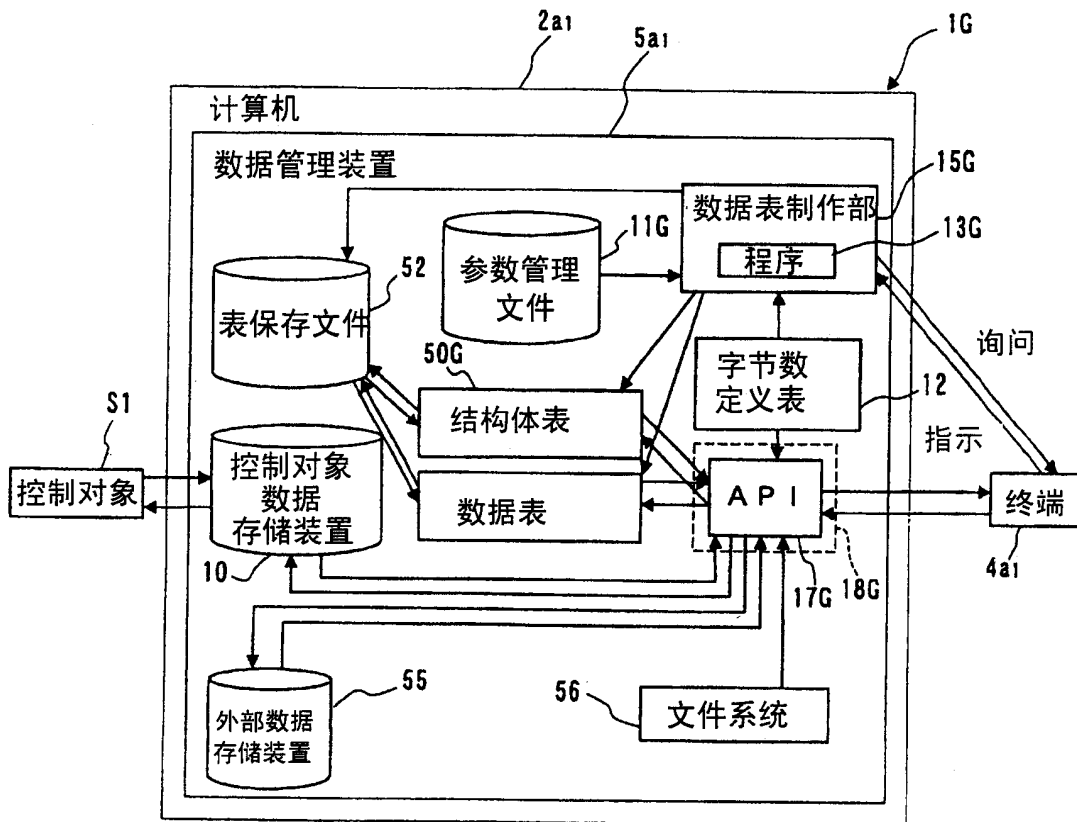 2a1
5a1
1G
计算机
数据管理装置
15G
数据表制作部
13G
程序
11G
参数管理
文件
52
表保存文件
50G
结构体表
字节数
定义表
12
询问
指示
S1
控制对象
控制对象
数据
存储装置
10
数据表
API
17G
18G
终端
4a1
55
外部数据
存储装置
56
文件系统